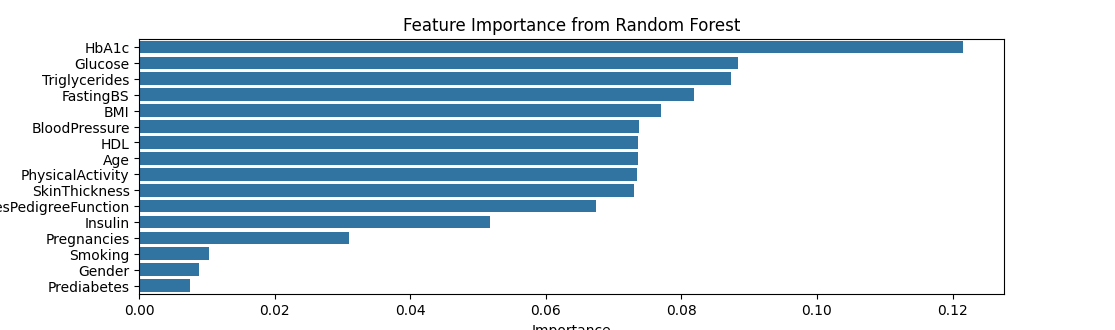 Feature Importance from Random Forest
HbA1c
Glucose
Triglycerides
FastingBS
BMI
BloodPressure
HDL
Age
PhysicalActivity
SkinThickness
esPedigreeFunction
Insulin
Pregnancies
Smoking
Gender
Prediabetes
0.00 0.02 0.04 0.06 0.08 0.10 0.12
Importance